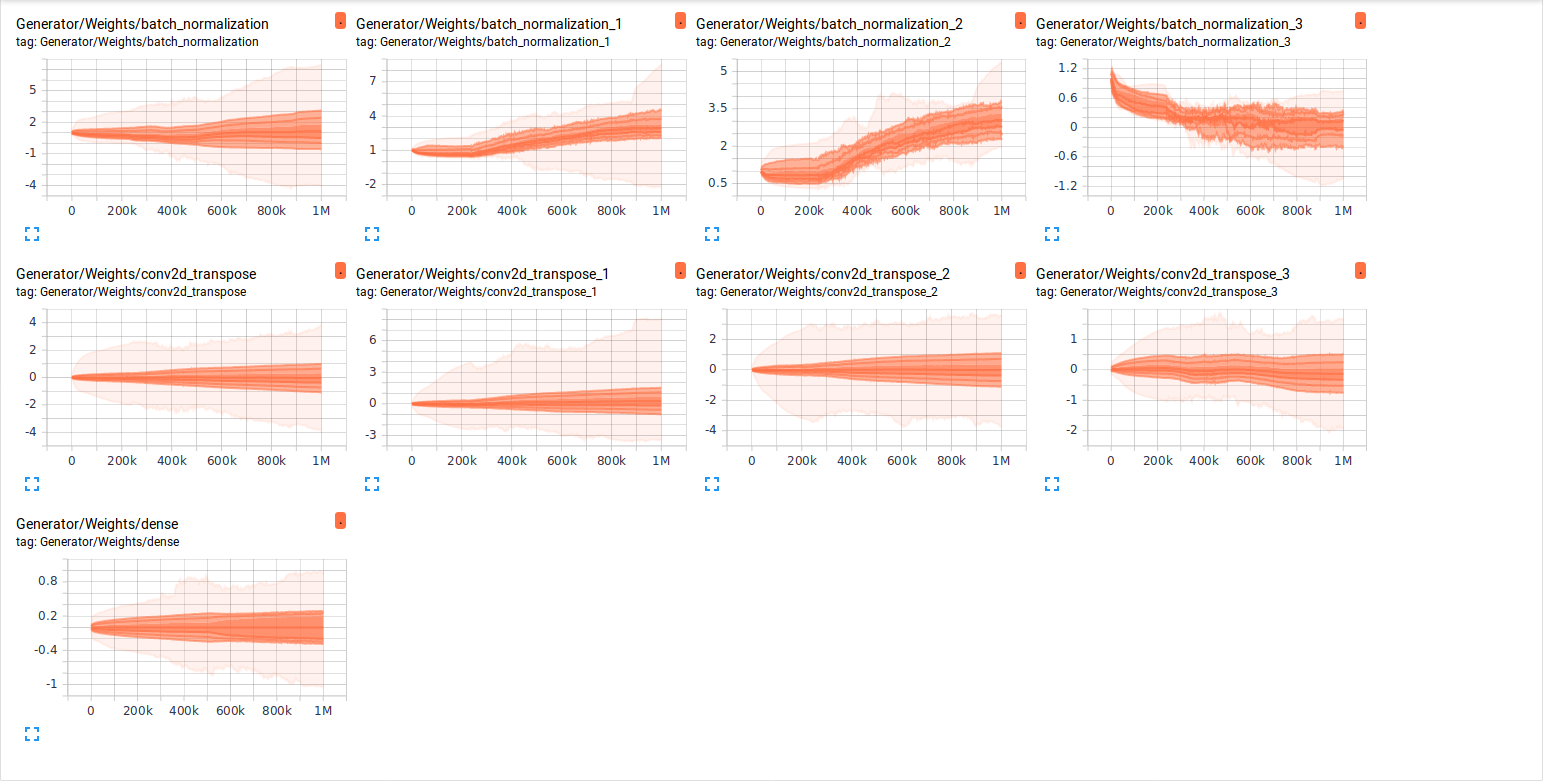 Generator/Weights/batch_normalization
tag: Generator/Weights/batch_normalization
5
2
-1
-4
0 200k 400k 600k 800k 1M
Generator/Weights/batch_normalization_1
tag: Generator/Weights/batch_normalization_1
7
4
1
-2
0 200k 400k 600k 800k 1M
Generator/Weights/batch_normalization_2
tag: Generator/Weights/batch_normalization_2
5
3.5
2
0.5
0 200k 400k 600k 800k 1M
Generator/Weights/batch_normalization_3
tag: Generator/Weights/batch_normalization_3
1.2
0.6
0
-0.6
-1.2
0 200k 400k 600k 800k 1M
Generator/Weights/conv2d_transpose
tag: Generator/Weights/conv2d_transpose
4
2
0
-2
-4
0 200k 400k 600k 800k 1M
Generator/Weights/conv2d_transpose_1
tag: Generator/Weights/conv2d_transpose_1
6
3
0
-3
0 200k 400k 600k 800k 1M
Generator/Weights/conv2d_transpose_2
tag: Generator/Weights/conv2d_transpose_2
2
0
-2
-4
0 200k 400k 600k 800k 1M
Generator/Weights/conv2d_transpose_3
tag: Generator/Weights/conv2d_transpose_3
1
0
-1
-2
0 200k 400k 600k 800k 1M
Generator/Weights/dense
tag: Generator/Weights/dense
0.8
0.2
-0.4
-1
0 200k 400k 600k 800k 1M